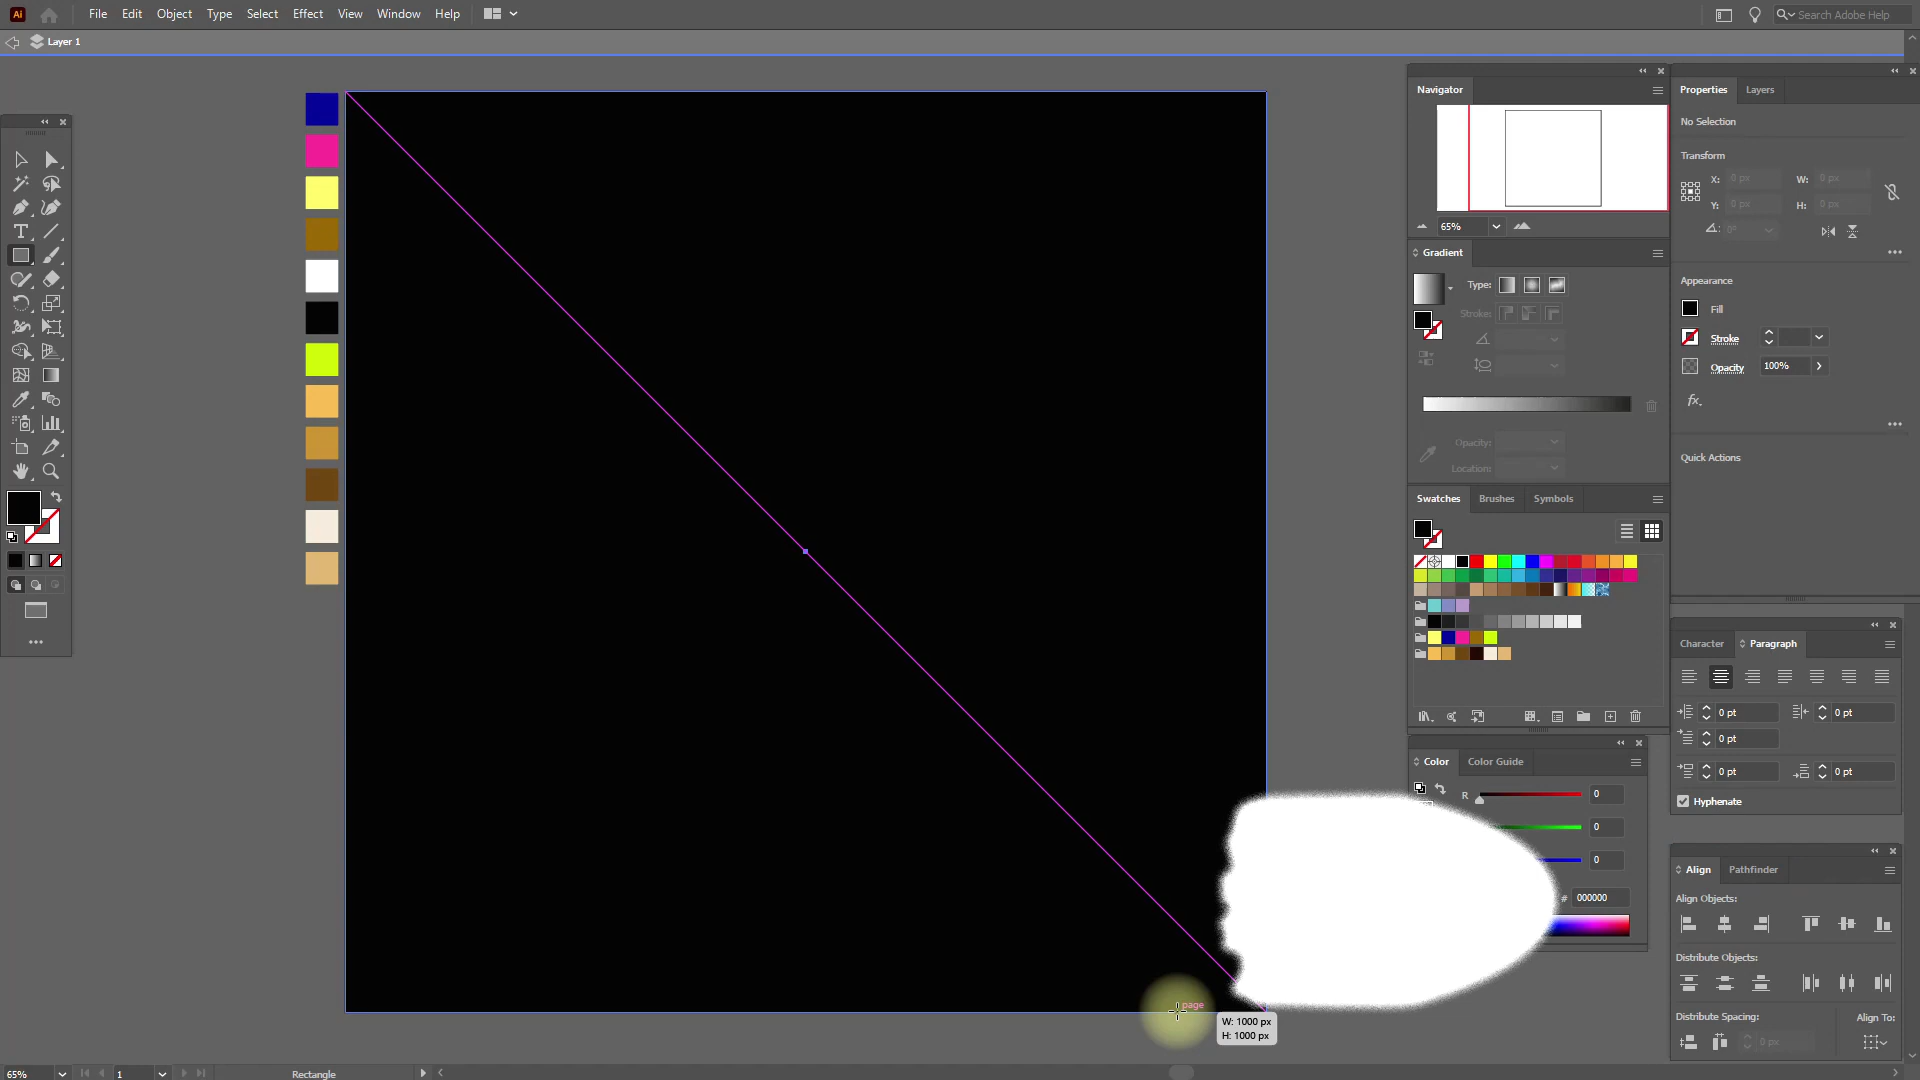 Ai File Edit Object Type Select Effect View Window Help Search Adobe Help
Layer 1
Navigator
65%
Gradient
Type:
Stroke:
Opacity:
Location:
Swatches Brushes Symbols
Color Color Guide
R 0
0
0
# 000000
Properties Layers
No Selection
Transform
X: 0 px W: 0 px
Y: 0 px H: 0 px
0°
Appearance
Fill
Stroke
Opacity 100%
fx.
Quick Actions
Character Paragraph
0 pt 0 pt
0 pt
0 pt 0 pt
Hyphenate
Align Pathfinder
Align Objects:
Distribute Objects:
Distribute Spacing: Align To:
0 px
page
W: 1000 px
H: 1000 px
65% 1 Rectangle